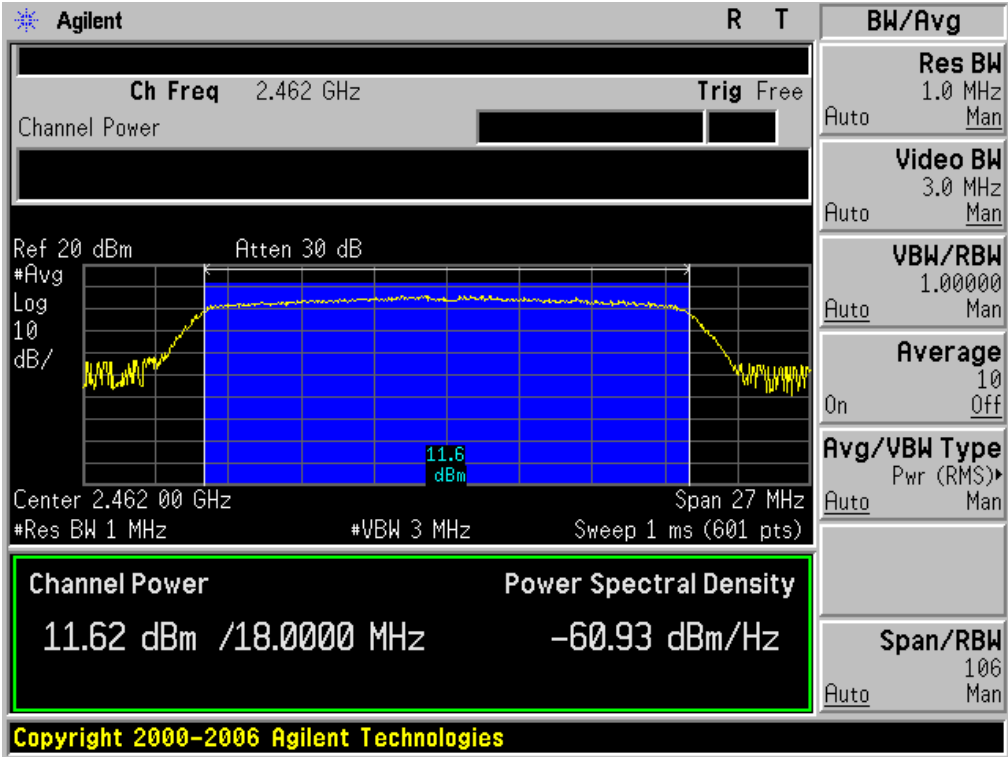 Agilent R T
Ch Freq 2.462 GHz Trig Free
Channel Power
Ref 20 dBm Atten 30 dB
#Avg
Log
10
dB/
11.6
dBm
Center 2.462 00 GHz Span 27 MHz
#Res BW 1 MHz #VBW 3 MHz Sweep 1 ms (601 pts)
Channel Power Power Spectral Density
11.62 dBm /18.0000 MHz -60.93 dBm/Hz
BW/Avg
Res BW
1.0 MHz
Auto Man
Video BW
3.0 MHz
Auto Man
VBW/RBW
1.00000
Auto Man
Average
10
On Off
Avg/VBW Type
Pwr (RMS)▸
Auto Man
Span/RBW
106
Auto Man
Copyright 2000-2006 Agilent Technologies